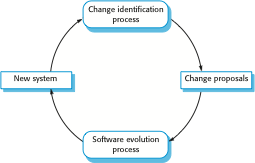 Change identification
process
New system
Change proposals
Software evolution
process